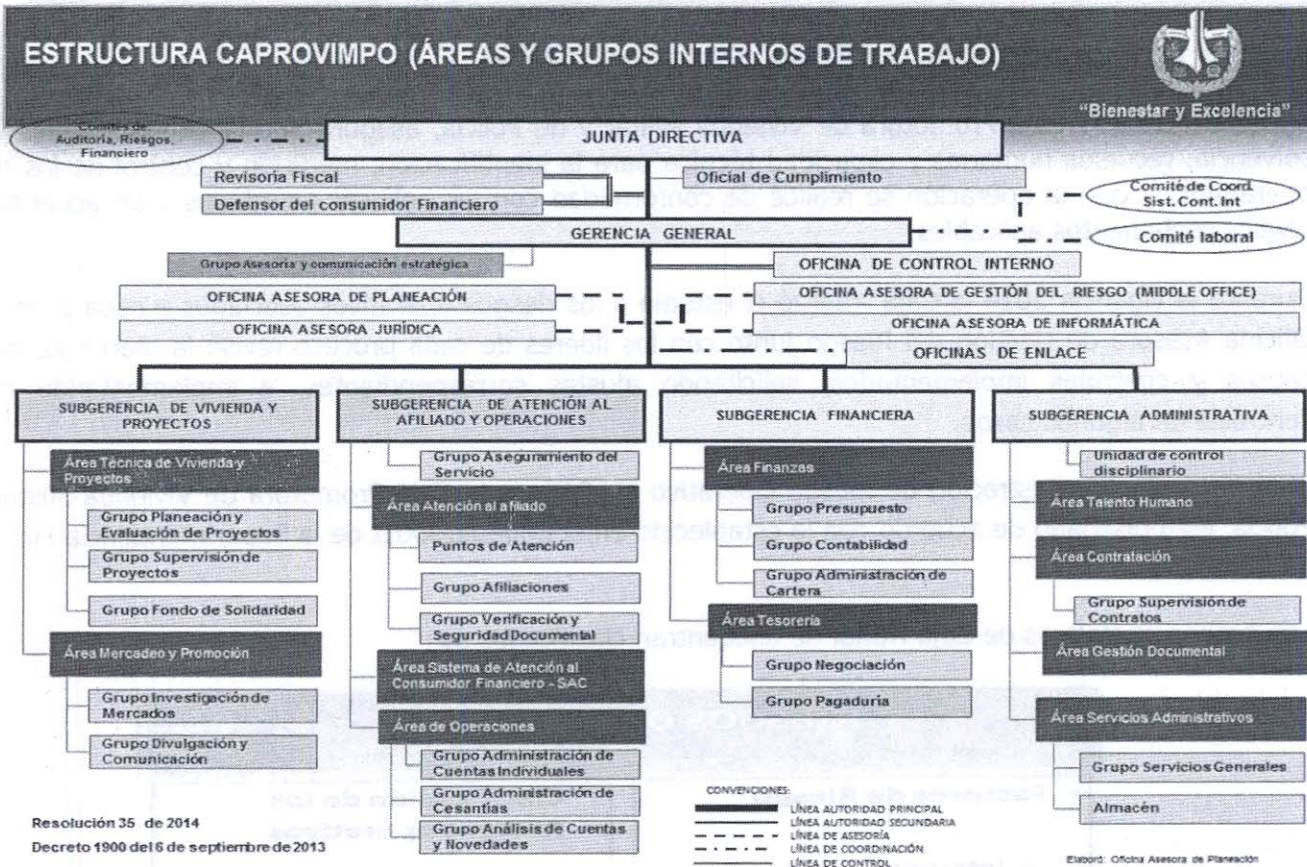 ESTRUCTURA CAPROVIMPO (ÁREAS Y GRUPOS INTERNOS DE TRABAJO)
"Bienestar y Excelencia"
Comités de:
Auditoria, Riesgos,
Financiero
JUNTA DIRECTIVA
Revisoría Fiscal
Oficial de Cumplimiento
Defensor del consumidor Financiero
Comité de Coord.
Sist. Cont. Int
GERENCIA GENERAL
Comité laboral
Grupo Asesoría y comunicación estratégica
OFICINA DE CONTROL INTERNO
OFICINA ASESORA DE PLANEACIÓN
OFICINA ASESORA DE GESTIÓN DEL RIESGO (MIDDLE OFFICE)
OFICINA ASESORA JURÍDICA
OFICINA ASESORA DE INFORMÁTICA
OFICINAS DE ENLACE
SUBGERENCIA DE VIVIENDA Y
PROYECTOS
Área Técnica de Vivienda y
Proyectos
Grupo Planeación y
Evaluación de Proyectos
Grupo Supervisión de
Proyectos
Grupo Fondo de Solidaridad
Área Mercadeo y Promoción
Grupo Investigación de
Mercados
Grupo Divulgación y
Comunicación
SUBGERENCIA DE ATENCIÓN AL
AFILIADO Y OPERACIONES
Grupo Aseguramiento del
Servicio
Área Atención al afiliado
Puntos de Atención
Grupo Afiliaciones
Grupo Verificación y
Seguridad Documental
Área Sistema de Atención al
Consumidor Financiero - SAC
Área de Operaciones
Grupo Administración de
Cuentas Individuales
Grupo Administración de
Cesantías
Grupo Análisis de Cuentas
y Novedades
SUBGERENCIA FINANCIERA
Área Finanzas
Grupo Presupuesto
Grupo Contabilidad
Grupo Administración de
Cartera
Área Tesorería
Grupo Negociación
Grupo Pagaduría
SUBGERENCIA ADMINISTRATIVA
Unidad de control
disciplinario
Área Talento Humano
Área Contratación
Grupo Supervisión de
Contratos
Área Gestión Documental
Área Servicios Administrativos
Grupo Servicios Generales
Almacén
CONVENCIONES:
LÍNEA AUTORIDAD PRINCIPAL
LÍNEA AUTORIDAD SECUNDARIA
LÍNEA DE ASESORÍA
LÍNEA DE COORDINACIÓN
LÍNEA DE CONTROL
Resolución 35 de 2014
Decreto 1900 del 6 de septiembre de 2013
Elaboró: Oficina Asesora de Planeación